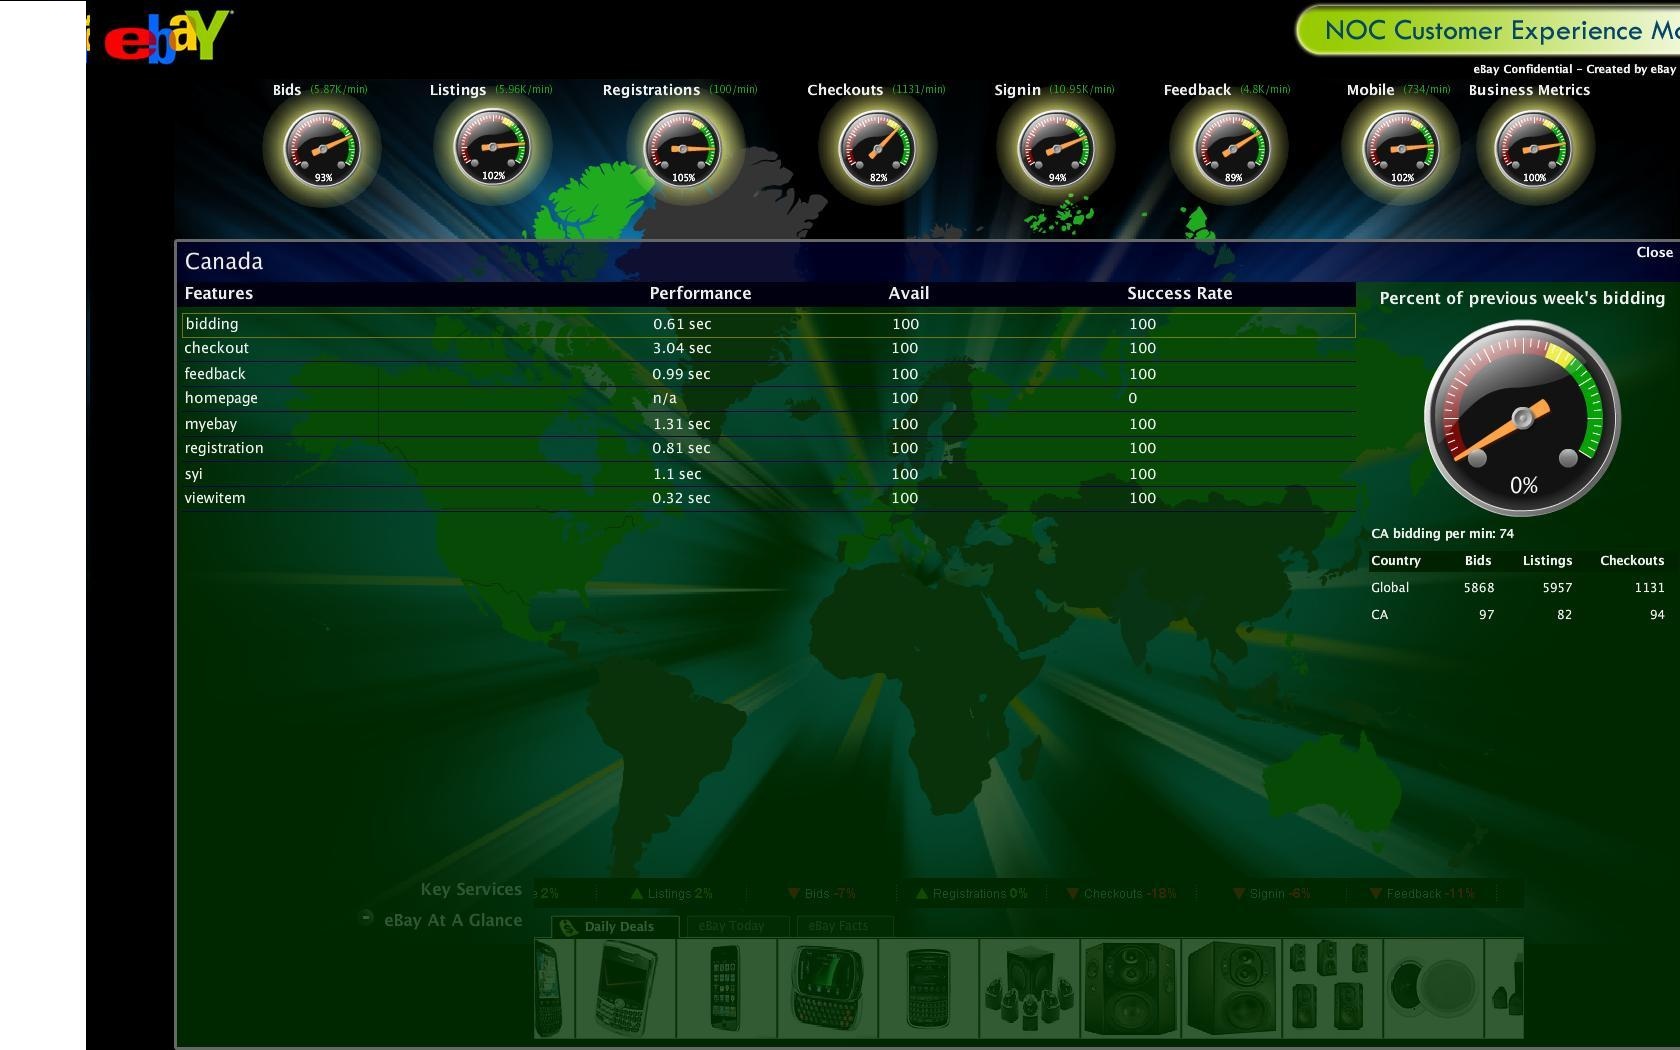 ebaY
NOC Customer Experience
eBay Confidential – Created by eBay
Bids (5.87K/min)
Listings (5.96K/min)
Registrations (100/min)
Checkouts (1131/min)
Signin (10.95K/min)
Feedback (4.8K/min)
Mobile (734/min)
Business Metrics
93%
102%
105%
82%
94%
89%
102%
100%
Canada
Close
Features Performance Avail Success Rate
bidding 0.61 sec 100 100
checkout 3.04 sec 100 100
feedback 0.99 sec 100 100
homepage n/a 100 0
myebay 1.31 sec 100 100
registration 0.81 sec 100 100
syi 1.1 sec 100 100
viewitem 0.32 sec 100 100
Percent of previous week's bidding
0%
CA bidding per min: 74
Country Bids Listings Checkouts
Global 5868 5957 1131
CA 97 82 94
Key Services
2% Listings 2% Bids -7% Registrations 0% Checkouts -18% Signin -6% Feedback -11%
- eBay At A Glance
Daily Deals eBay Today eBay Facts